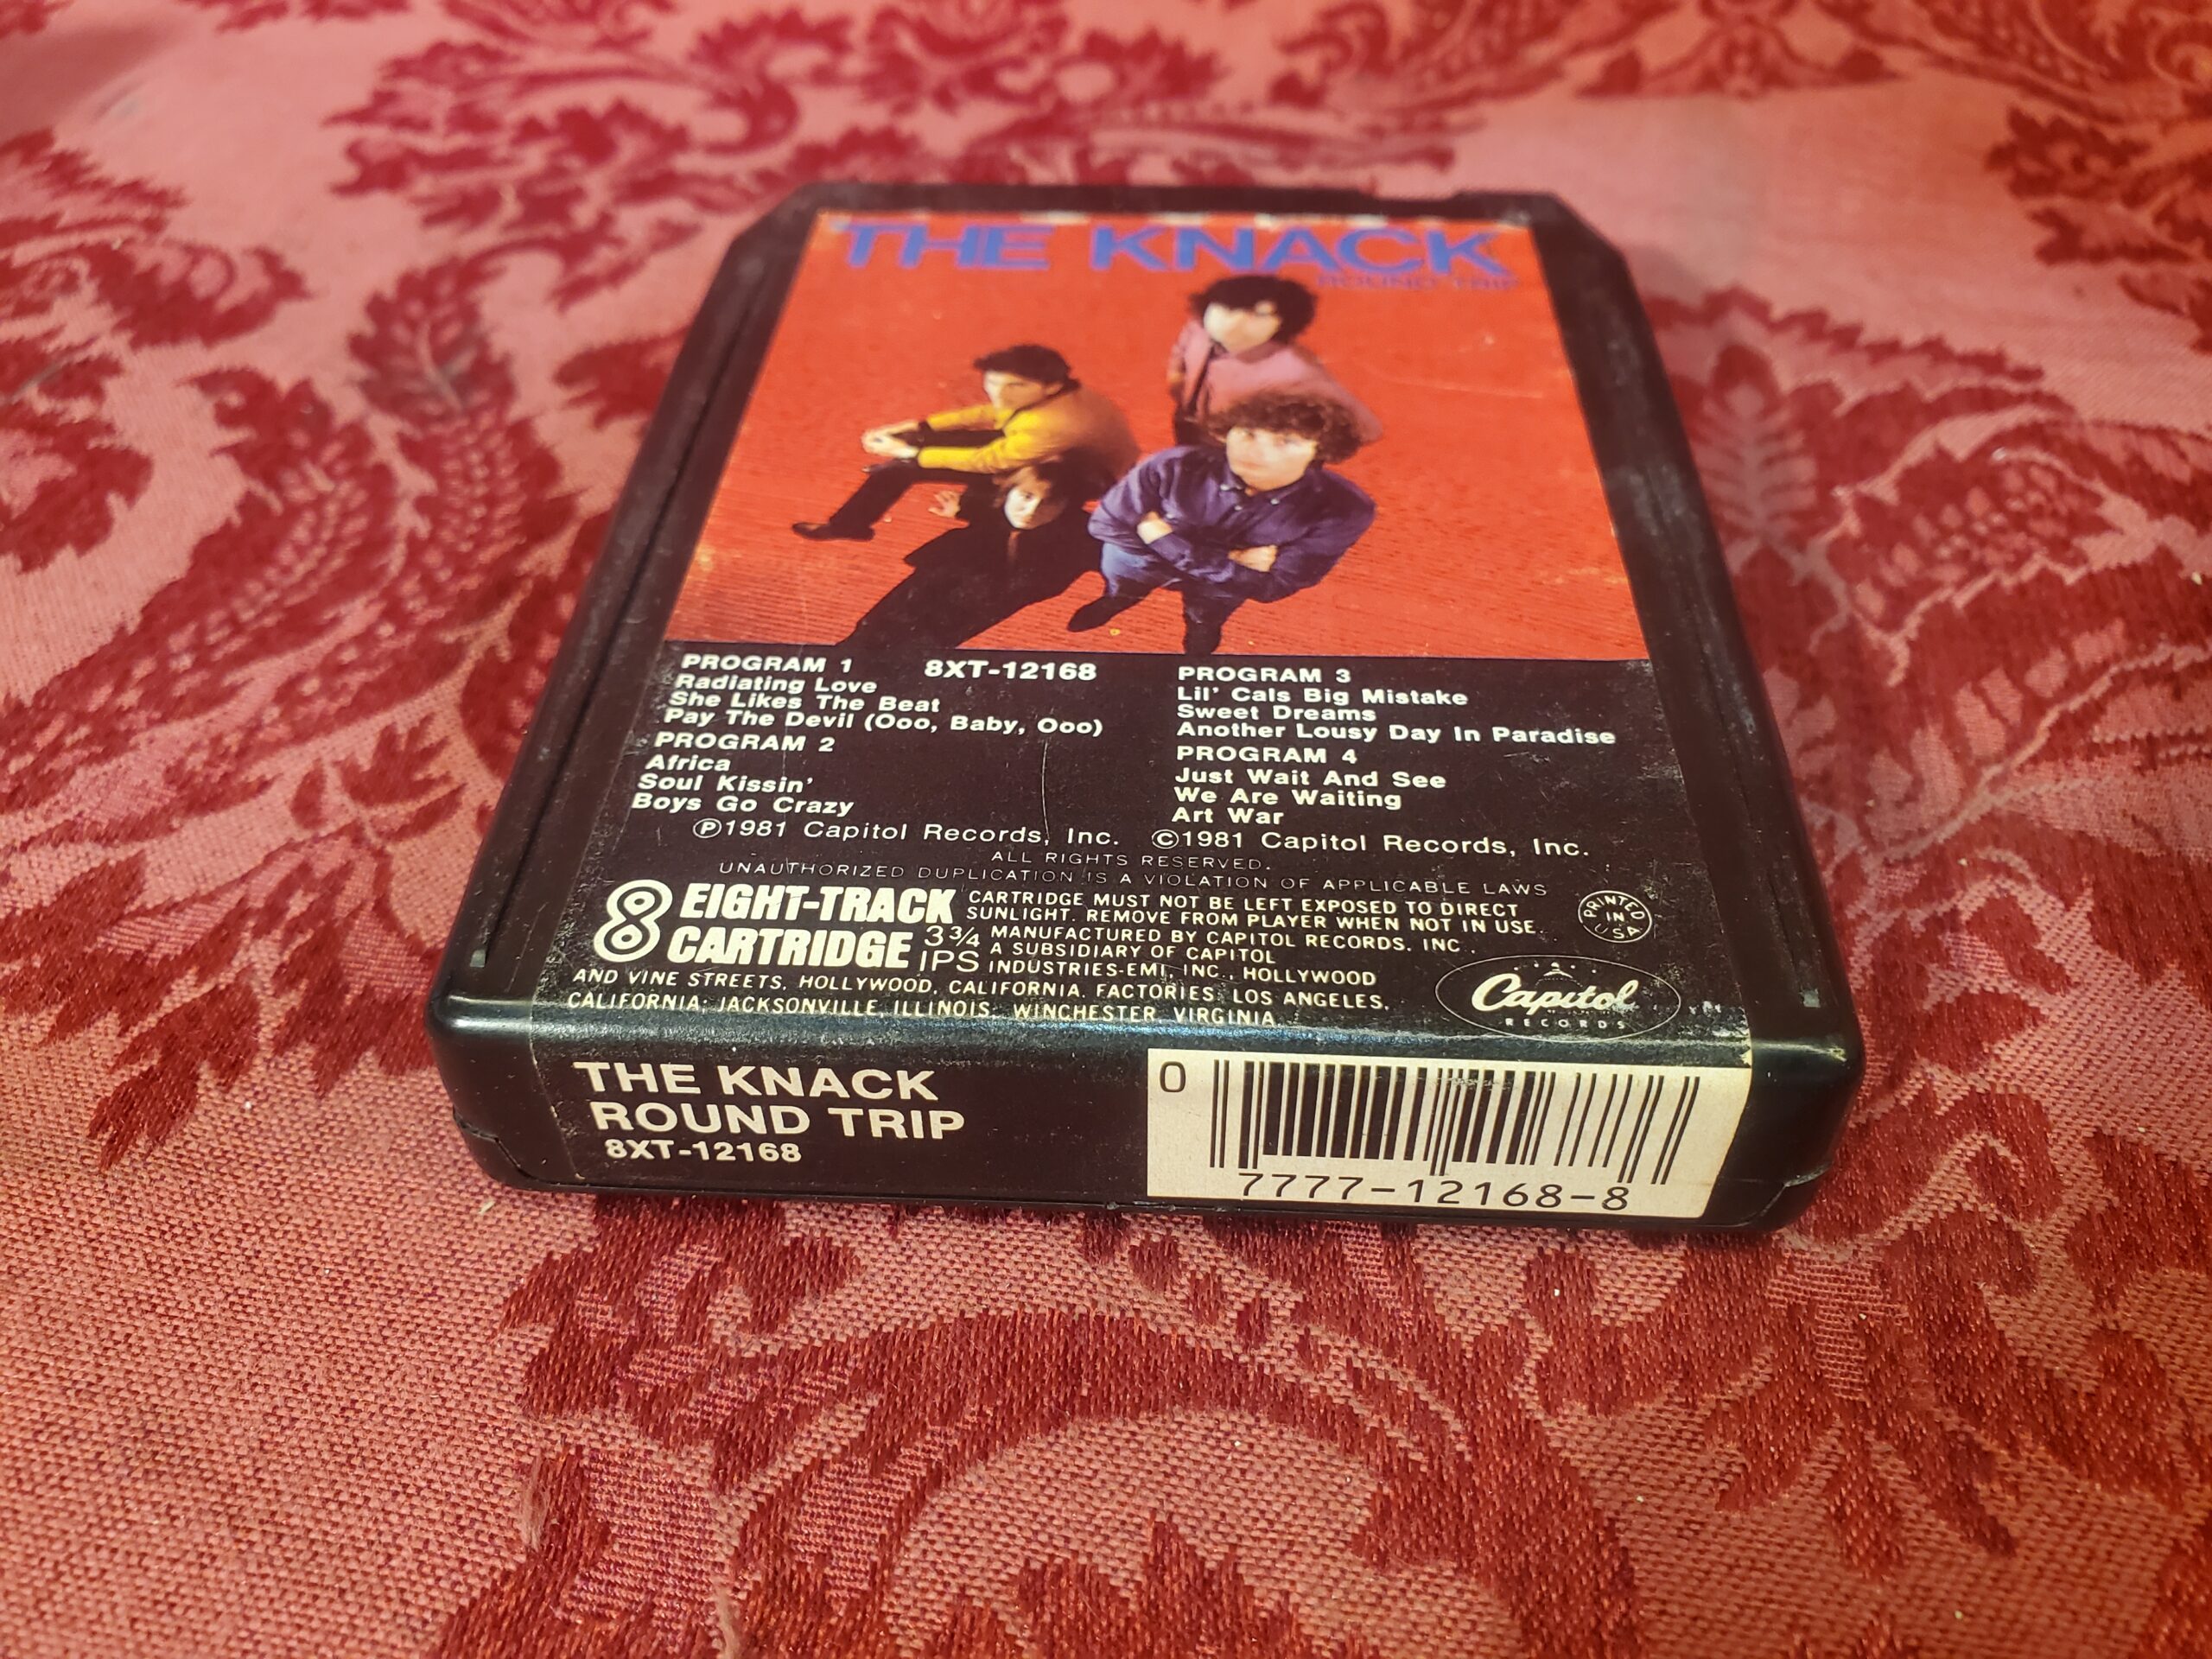 THE KNACK
ROUND TRIP
PROGRAM 1 8XT-12168
Radiating Love
She Likes The Beat
Pay The Devil (Ooo, Baby, Ooo)
PROGRAM 2
Africa
Soul Kissin'
Boys Go Crazy
PROGRAM 3
Lil' Cals Big Mistake
Sweet Dreams
Another Lousy Day In Paradise
PROGRAM 4
Just Wait And See
We Are Waiting
Art War
Ⓟ1981 Capitol Records, Inc. ©1981 Capitol Records, Inc.
ALL RIGHTS RESERVED.
UNAUTHORIZED DUPLICATION IS A VIOLATION OF APPLICABLE LAWS
8 EIGHT-TRACK
CARTRIDGE 3¾ IPS
CARTRIDGE MUST NOT BE LEFT EXPOSED TO DIRECT
SUNLIGHT. REMOVE FROM PLAYER WHEN NOT IN USE.
MANUFACTURED BY CAPITOL RECORDS, INC.
A SUBSIDIARY OF CAPITOL
INDUSTRIES-EMI, INC., HOLLYWOOD
AND VINE STREETS, HOLLYWOOD, CALIFORNIA. FACTORIES: LOS ANGELES,
CALIFORNIA; JACKSONVILLE, ILLINOIS; WINCHESTER, VIRGINIA.
PRINTED
IN
USA
Capitol
RECORDS
THE KNACK
ROUND TRIP
8XT-12168
0
7777-12168-8